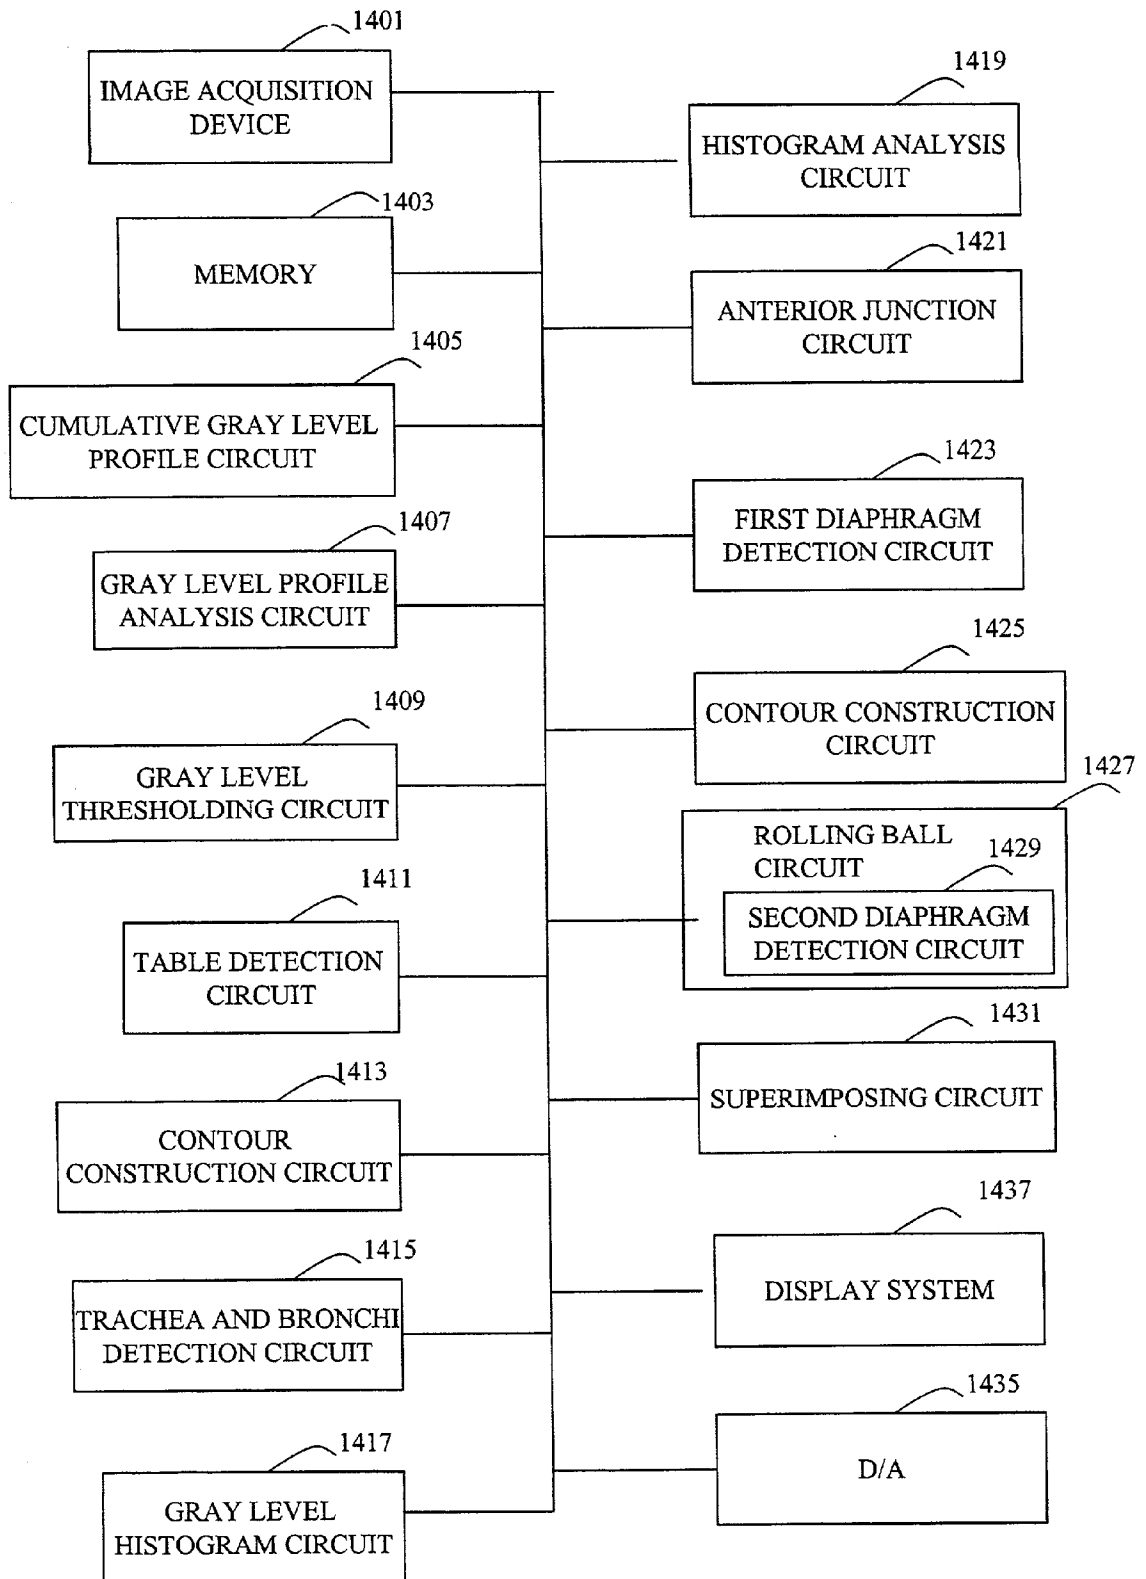 1401
IMAGE ACQUISITION
DEVICE
1403
MEMORY
1405
CUMULATIVE GRAY LEVEL
PROFILE CIRCUIT
1407
GRAY LEVEL PROFILE
ANALYSIS CIRCUIT
1409
GRAY LEVEL
THRESHOLDING CIRCUIT
1411
TABLE DETECTION
CIRCUIT
1413
CONTOUR
CONSTRUCTION CIRCUIT
1415
TRACHEA AND BRONCHI
DETECTION CIRCUIT
1417
GRAY LEVEL
HISTOGRAM CIRCUIT
1419
HISTOGRAM ANALYSIS
CIRCUIT
1421
ANTERIOR JUNCTION
CIRCUIT
1423
FIRST DIAPHRAGM
DETECTION CIRCUIT
1425
CONTOUR CONSTRUCTION
CIRCUIT
1427
ROLLING BALL
CIRCUIT
1429
SECOND DIAPHRAGM
DETECTION CIRCUIT
1431
SUPERIMPOSING CIRCUIT
1437
DISPLAY SYSTEM
1435
D/A